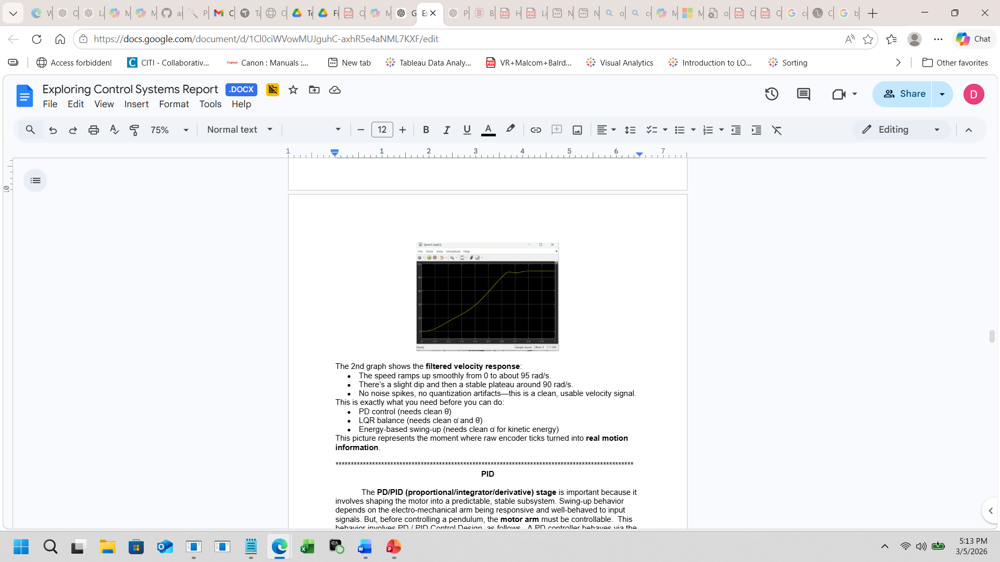 https://docs.google.com/document/d/1Cl0ciWVowMUJguhC-axhR5e4aNML7KXF/edit
Chat
Access forbidden!
CITI - Collaborativ...
Canon : Manuals :...
New tab
Tableau Data Analy...
VR+Malcom+Balrd...
Visual Analytics
Introduction to LO...
Sorting
Other favorites
Exploring Control Systems Report
.DOCX
File Edit View Insert Format Tools Help
Share
D
75%
Normal text
12
Editing
1 1 2 3 4 5 6 7
Speed (rad/s)
File Tools View Simulation Help
Ready
Sample based Offset=0 T=1.000
The 2nd graph shows the filtered velocity response:
• The speed ramps up smoothly from 0 to about 95 rad/s.
• There's a slight dip and then a stable plateau around 90 rad/s.
• No noise spikes, no quantization artifacts—this is a clean, usable velocity signal.
This is exactly what you need before you can do:
• PD control (needs clean θ̇)
• LQR balance (needs clean α̇ and θ̇)
• Energy-based swing-up (needs clean α̇ for kinetic energy)
This picture represents the moment where raw encoder ticks turned into real motion
information.
PID
The PD/PID (proportional/integrator/derivative) stage is important because it
involves shaping the motor into a predictable, stable subsystem. Swing-up behavior
depends on the electro-mechanical arm being responsive and well-behaved to input
signals. But, before controlling a pendulum, the motor arm must be controllable. This
behavior involves PD / PID Control Design, as follows. A PD controller behaves via the
5:13 PM
3/5/2026